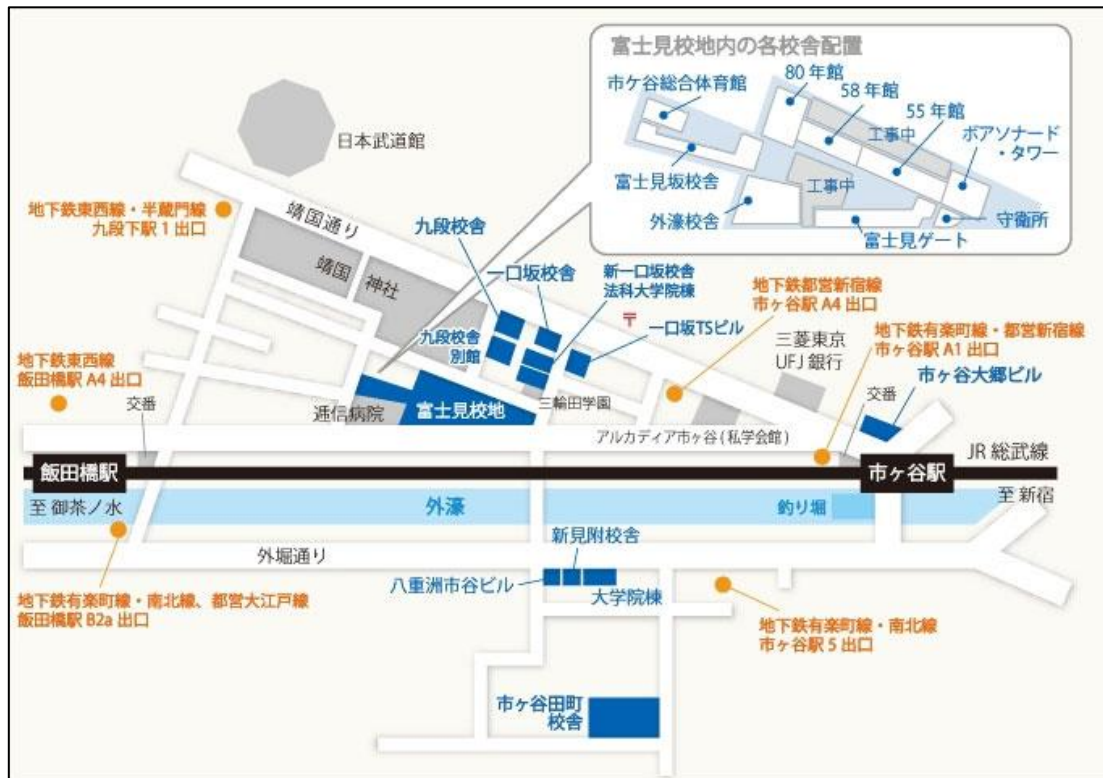 富士見校地内の各校舎配置
80年館
市ケ谷総合体育館
58年館
55年館
工事中
ボアソナード
・タワー
富士見坂校舎
工事中
外濠校舎
守衛所
富士見ゲート
日本武道館
地下鉄東西線・半蔵門線
九段下駅1出口
靖国通り
靖国 神社
九段校舎
一口坂校舎
新一口坂校舎
法科大学院棟
〒
地下鉄都営新宿線
市ヶ谷駅A4出口
一口坂TSビル
三菱東京
UFJ銀行
地下鉄有楽町線・都営新宿線
市ヶ谷駅A1出口
九段校舎
別館
市ヶ谷大郷ビル
地下鉄東西線
飯田橋駅A4出口
交番
交番
逓信病院
富士見校地
三輪田学園
アルカディア市ヶ谷(私学会館)
JR総武線
飯田橋駅
市ヶ谷駅
至 御茶ノ水
外濠
釣り堀
至 新宿
外堀通り
新見附校舎
八重洲市谷ビル
大学院棟
地下鉄有楽町線・南北線、都営大江戸線
飯田橋駅B2a出口
地下鉄有楽町線・南北線
市ヶ谷駅5出口
市ヶ谷田町
校舎